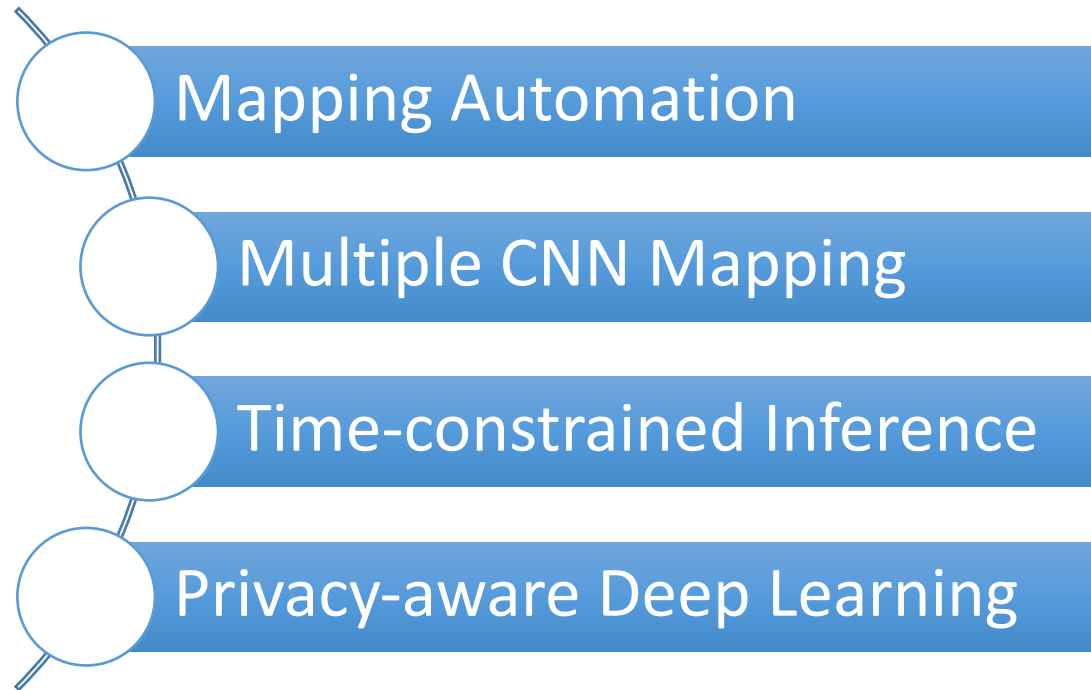 Mapping Automation
Multiple CNN Mapping
Time-constrained Inference
Privacy-aware Deep Learning